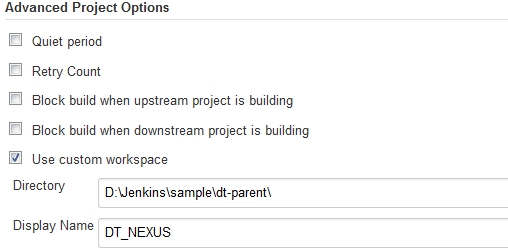 Advanced Project Options
Quiet period
Retry Count
Block build when upstream project is building
Block build when downstream project is building
Use custom workspace
Directory D:\Jenkins\sample\dt-parent\
Display Name DT_NEXUS